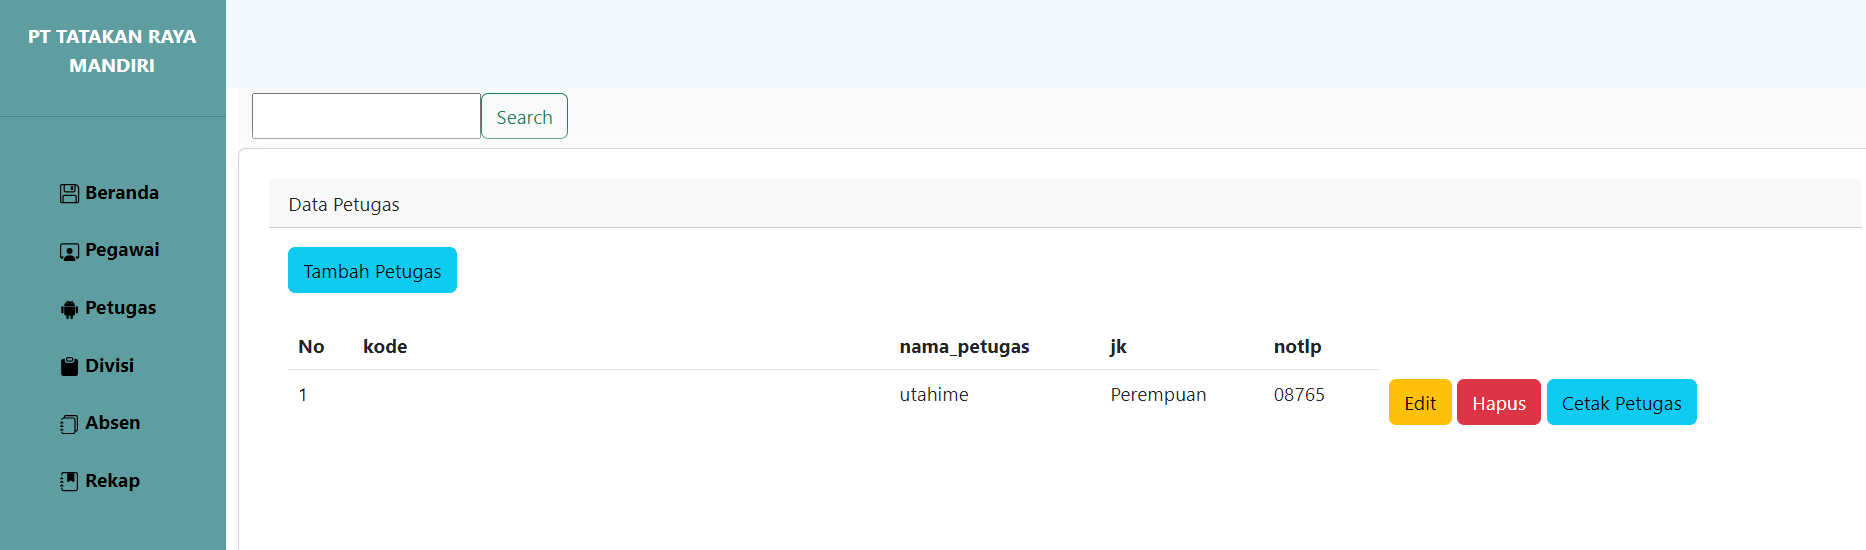 PT TATAKAN RAYA
MANDIRI
Search
Beranda
Pegawai
Petugas
Divisi
Absen
Rekap
Data Petugas
Tambah Petugas
No kode nama_petugas jk notlp
1 utahime Perempuan 08765 Edit Hapus Cetak Petugas